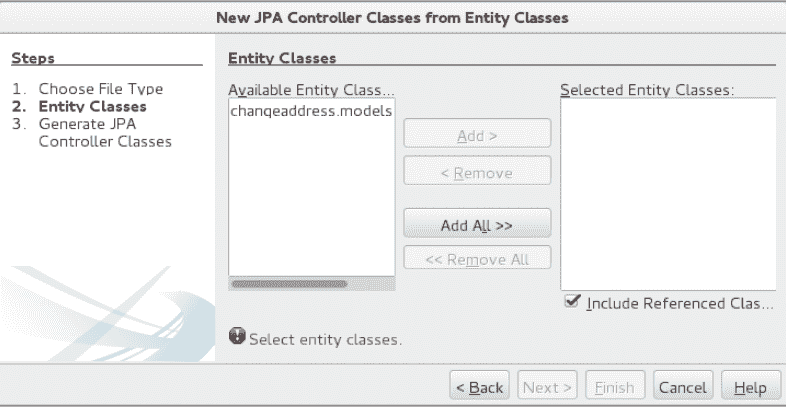 New JPA Controller Classes from Entity Classes
Steps
1. Choose File Type
2. Entity Classes
3. Generate JPA
Controller Classes
Entity Classes
Available Entity Class...
changeaddress.models
Add >
< Remove
Add All >>
<< Remove All
Selected Entity Classes:
Include Referenced Clas...
Select entity classes.
< Back
Next >
Finish
Cancel
Help